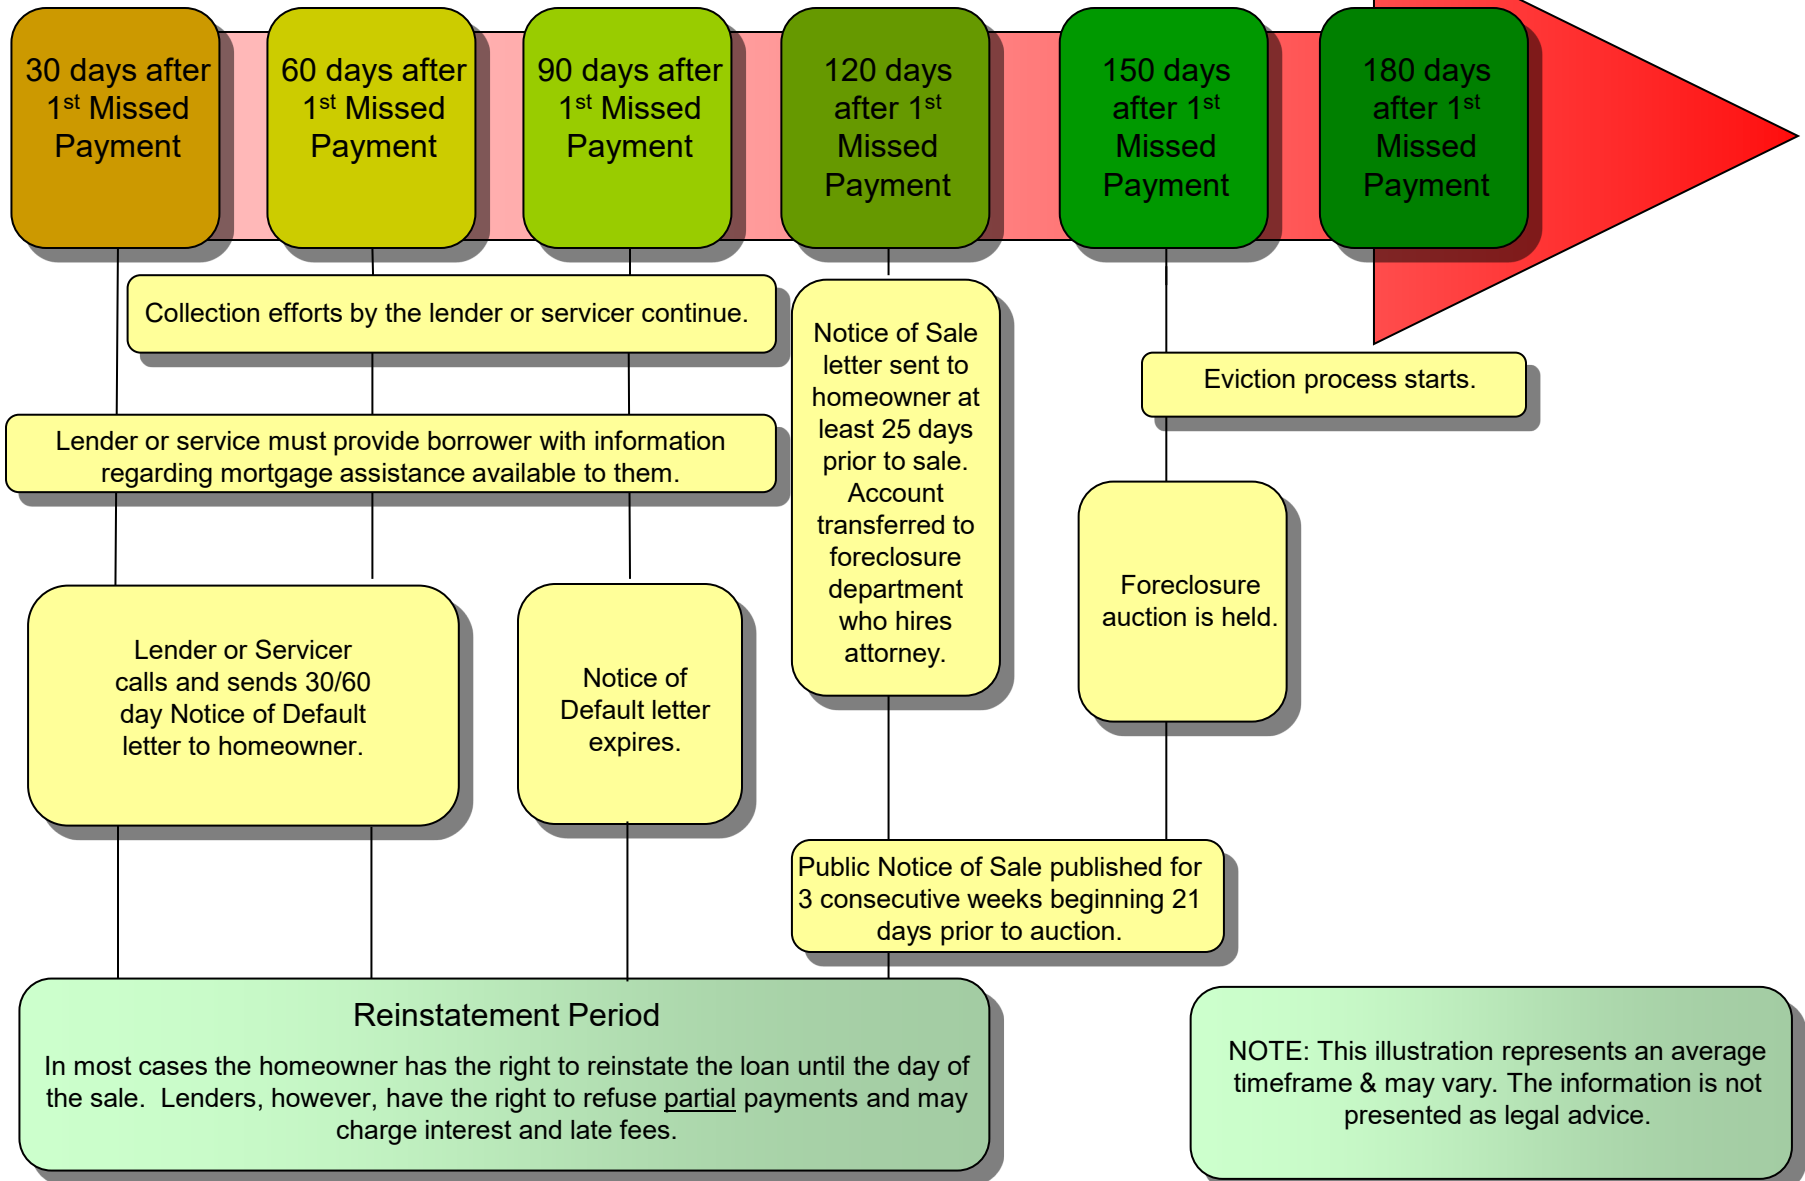 30 days after
1st Missed
Payment
60 days after
1st Missed
Payment
90 days after
1st Missed
Payment
120 days
after 1st
Missed
Payment
150 days
after 1st
Missed
Payment
180 days
after 1st
Missed
Payment
Collection efforts by the lender or servicer continue.
Lender or service must provide borrower with information
regarding mortgage assistance available to them.
Lender or Servicer
calls and sends 30/60
day Notice of Default
letter to homeowner.
Notice of
Default letter
expires.
Notice of Sale
letter sent to
homeowner at
least 25 days
prior to sale.
Account
transferred to
foreclosure
department
who hires
attorney.
Eviction process starts.
Foreclosure
auction is held.
Public Notice of Sale published for
3 consecutive weeks beginning 21
days prior to auction.
Reinstatement Period
In most cases the homeowner has the right to reinstate the loan until the day of
the sale.  Lenders, however, have the right to refuse partial payments and may
charge interest and late fees.
NOTE: This illustration represents an average
timeframe & may vary. The information is not
presented as legal advice.